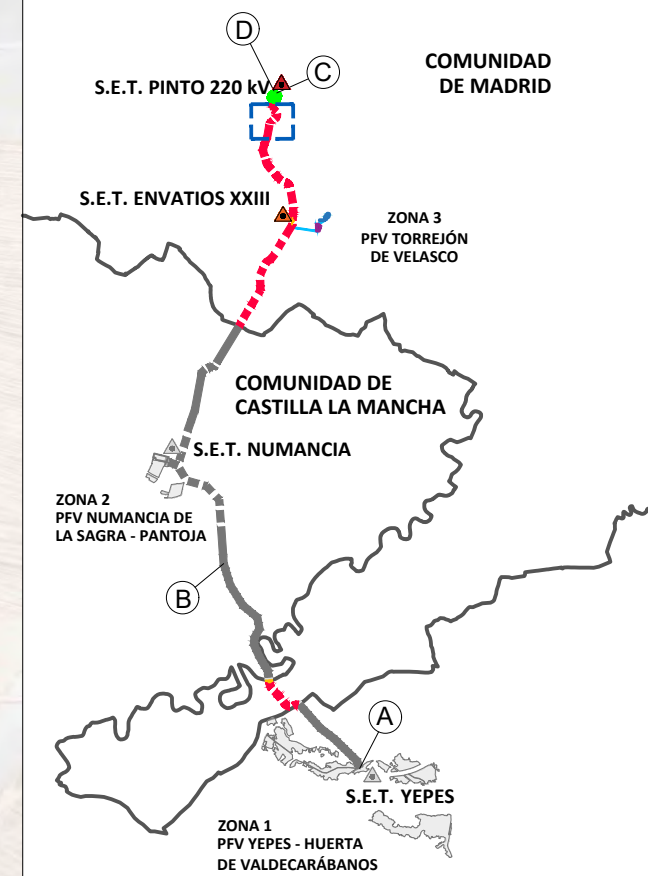 D
C
COMUNIDAD
DE MADRID
S.E.T. PINTO 220 kV
S.E.T. ENVATIOS XXIII
ZONA 3
PFV TORREJÓN
DE VELASCO
COMUNIDAD DE
CASTILLA LA MANCHA
S.E.T. NUMANCIA
ZONA 2
PFV NUMANCIA DE
LA SAGRA - PANTOJA
B
A
S.E.T. YEPES
ZONA 1
PFV YEPES - HUERTA
DE VALDECARÁBANOS